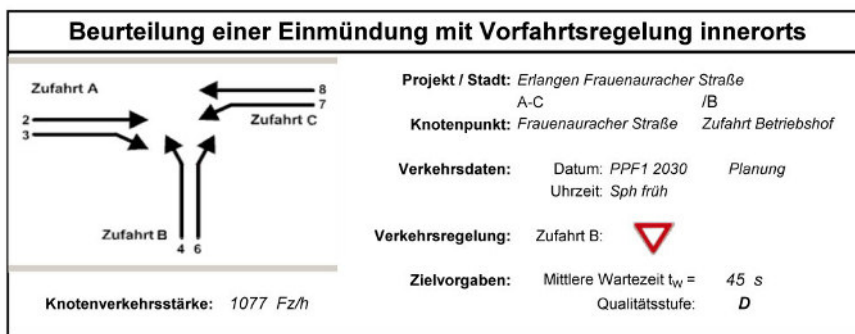 Beurteilung einer Einmündung mit Vorfahrtsregelung innerorts
Zufahrt A
8
7
Zufahrt C
2
3
Zufahrt B
4 6
Knotenverkehrsstärke: 1077 Fz/h
Projekt / Stadt: Erlangen Frauenauracher Straße
A-C /B
Knotenpunkt: Frauenauracher Straße Zufahrt Betriebshof
Verkehrsdaten: Datum: PPF1 2030 Planung
Uhrzeit: Sph früh
Verkehrsregelung: Zufahrt B:
Zielvorgaben: Mittlere Wartezeit tw = 45 s
Qualitätsstufe: D